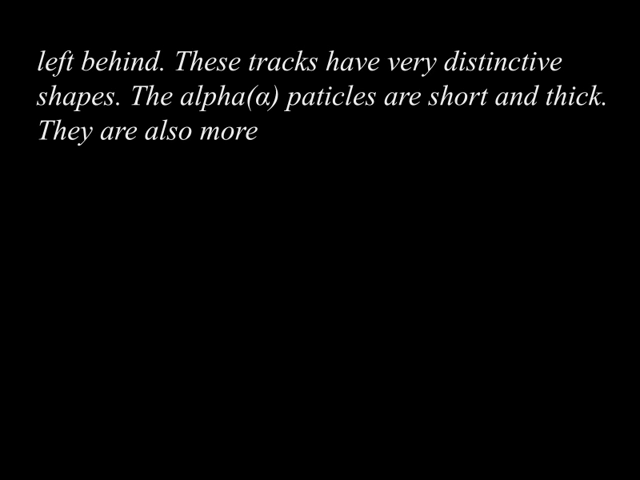 left behind. These tracks have very distinctive
shapes. The alpha(α) paticles are short and thick.
They are also more